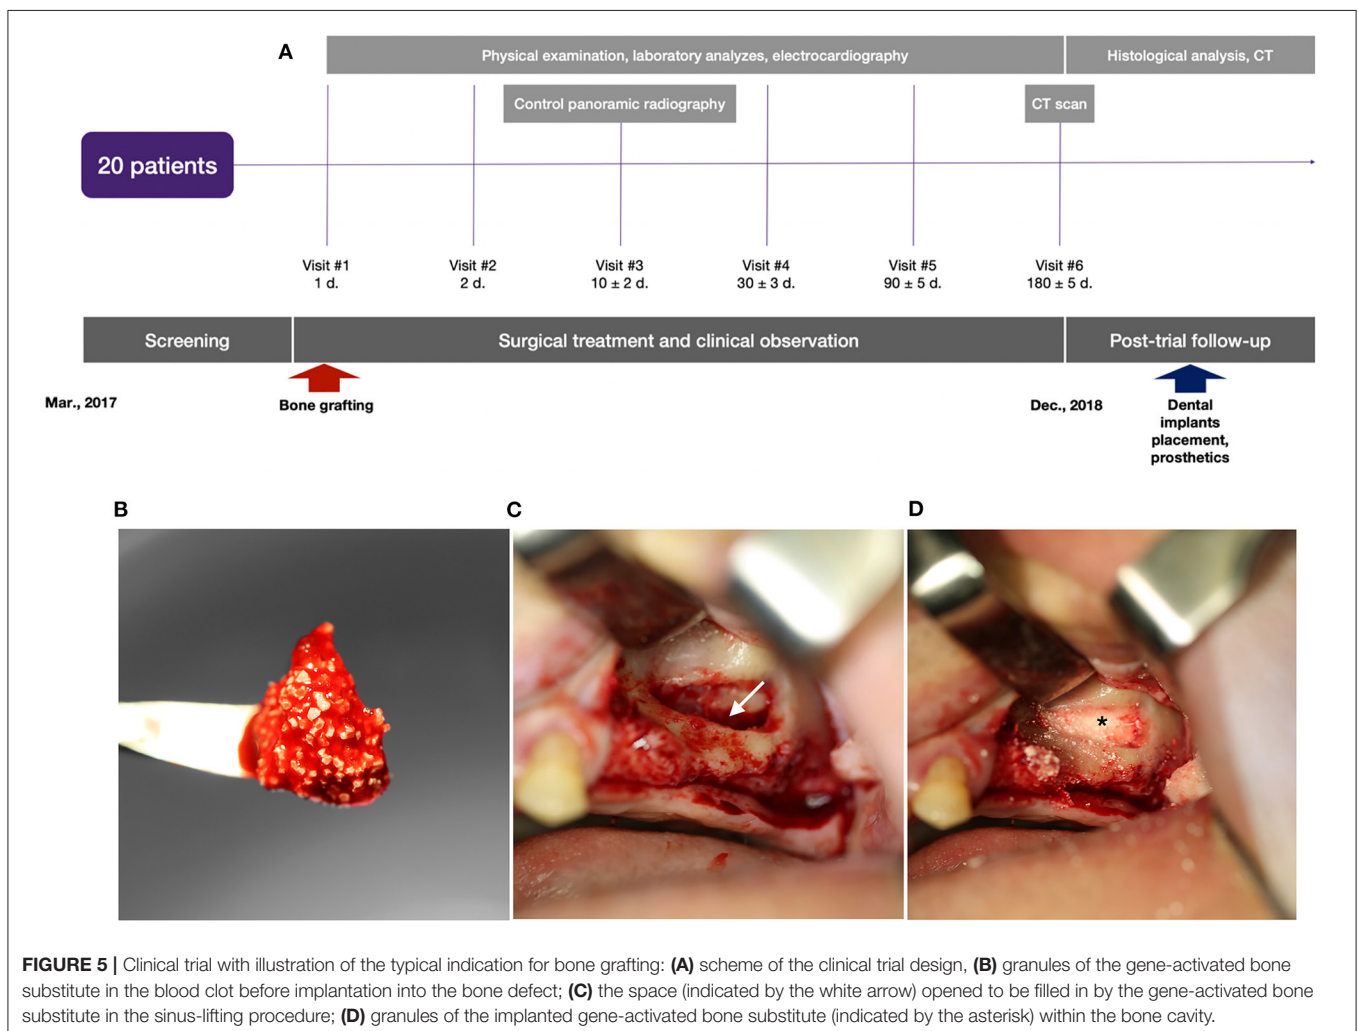 A
Physical examination, laboratory analyzes, electrocardiography
Histological analysis, CT
Control panoramic radiography
CT scan
20 patients
Visit #1
1 d.
Visit #2
2 d.
Visit #3
10 ± 2 d.
Visit #4
30 ± 3 d.
Visit #5
90 ± 5 d.
Visit #6
180 ± 5 d.
Screening
Surgical treatment and clinical observation
Post-trial follow-up
Mar., 2017
Bone grafting
Dec., 2018
Dental
implants
placement,
prosthetics
B
C
D
*
FIGURE 5 | Clinical trial with illustration of the typical indication for bone grafting: (A) scheme of the clinical trial design, (B) granules of the gene-activated bone
substitute in the blood clot before implantation into the bone defect; (C) the space (indicated by the white arrow) opened to be filled in by the gene-activated bone
substitute in the sinus-lifting procedure; (D) granules of the implanted gene-activated bone substitute (indicated by the asterisk) within the bone cavity.